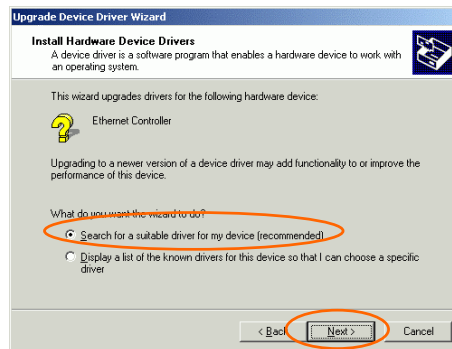 Upgrade Device Driver Wizard
Install Hardware Device Drivers
A device driver is a software program that enables a hardware device to work with
an operating system.
This wizard upgrades drivers for the following hardware device:
Ethernet Controller
Upgrading to a newer version of a device driver may add functionality to or improve the
performance of this device.
What do you want the wizard to do?
Search for a suitable driver for my device (recommended)
Display a list of the known drivers for this device so that I can choose a specific
driver
< Back Next > Cancel